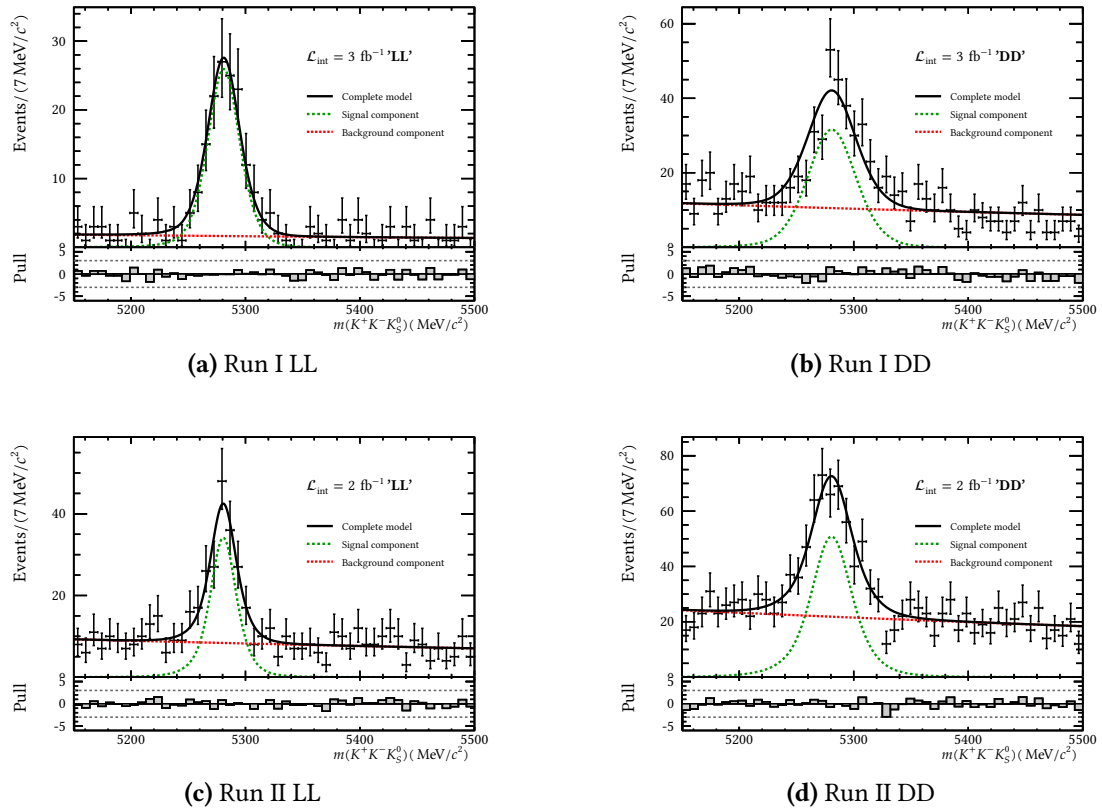 Events/(7 MeV/c²)
30
20
10
ℒint = 3 fb⁻¹ 'LL'
Complete model
Signal component
Background component
Pull
5
0
-5
5200
5300
5400
5500
m(K⁺K⁻K⁰S)(MeV/c²)
(a) Run I LL
Events/(7 MeV/c²)
60
40
20
ℒint = 3 fb⁻¹ 'DD'
Complete model
Signal component
Background component
Pull
5
0
-5
5200
5300
5400
5500
m(K⁺K⁻K⁰S)(MeV/c²)
(b) Run I DD
Events/(7 MeV/c²)
40
20
ℒint = 2 fb⁻¹ 'LL'
Complete model
Signal component
Background component
Pull
5
0
-5
5200
5300
5400
5500
m(K⁺K⁻K⁰S)(MeV/c²)
(c) Run II LL
Events/(7 MeV/c²)
80
60
40
20
ℒint = 2 fb⁻¹ 'DD'
Complete model
Signal component
Background component
Pull
5
0
-5
5200
5300
5400
5500
m(K⁺K⁻K⁰S)(MeV/c²)
(d) Run II DD